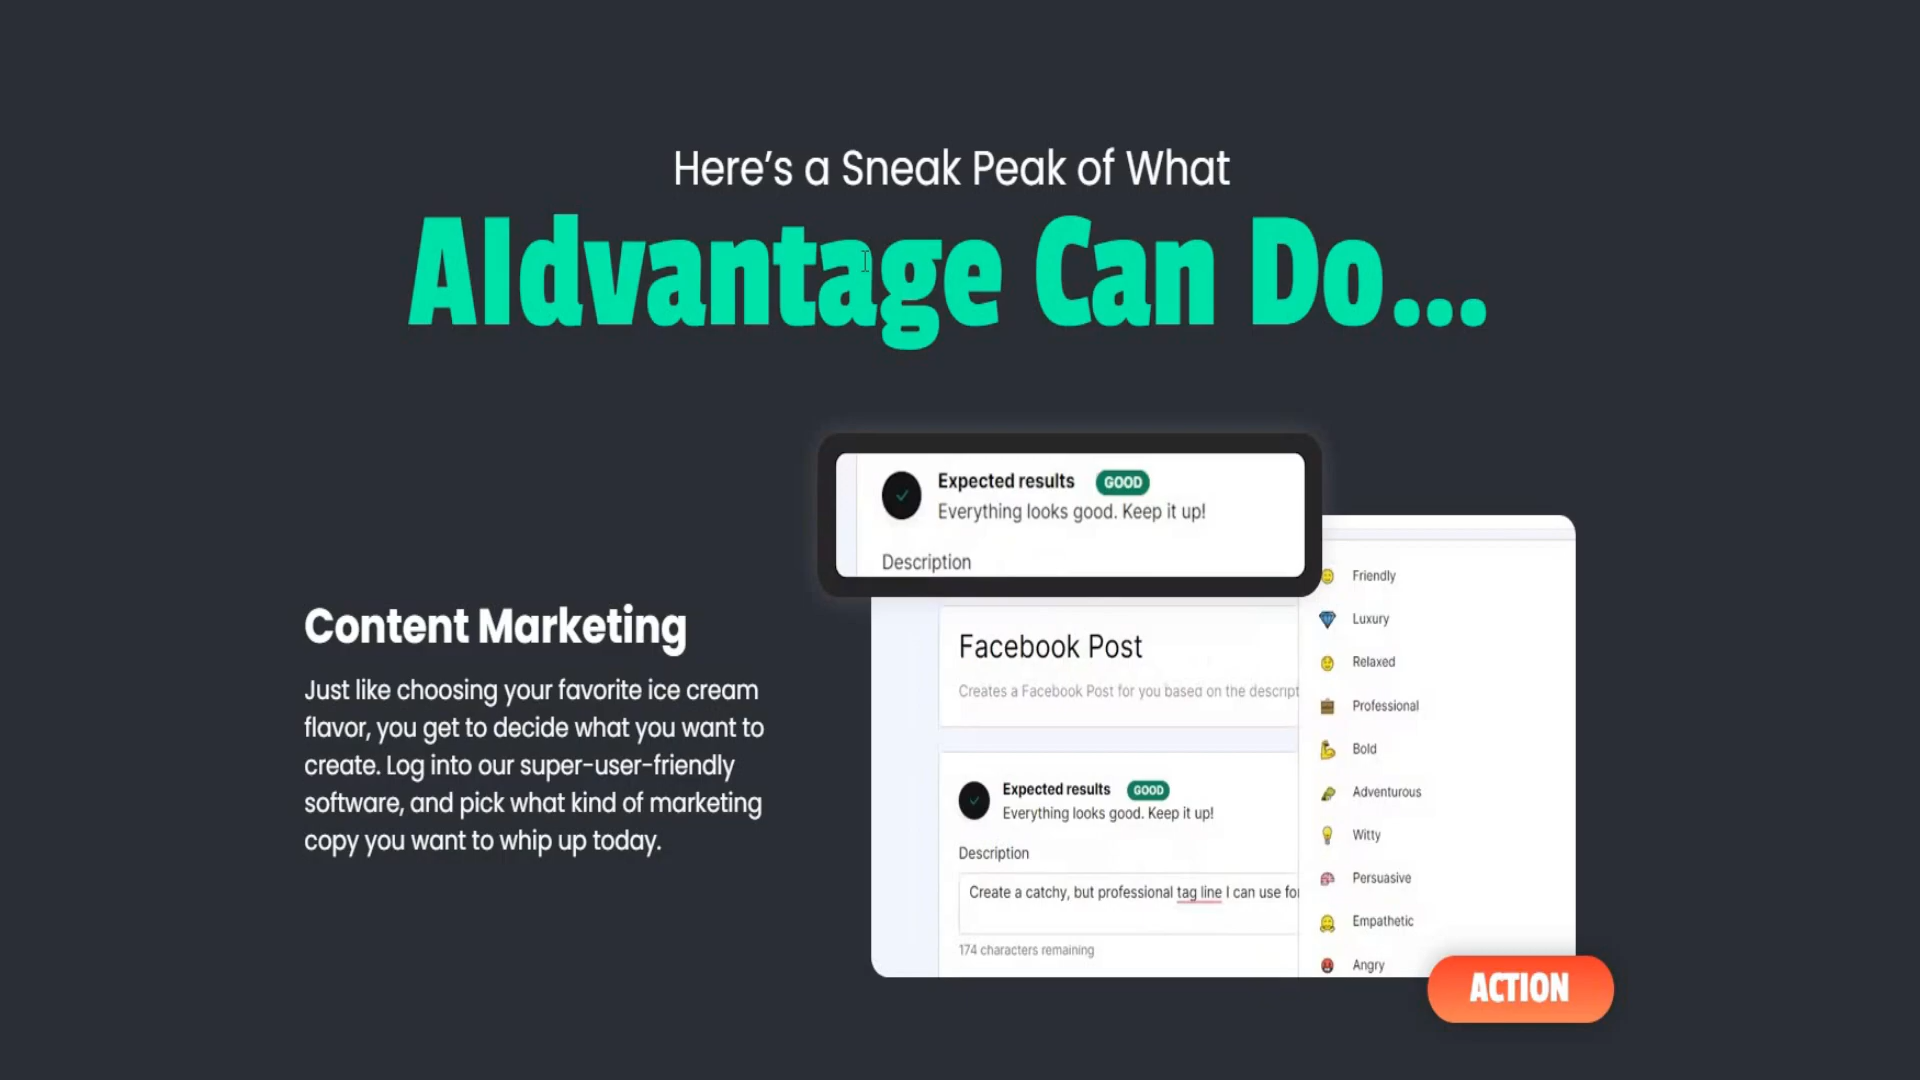 Here's a Sneak Peak of What
AIdvantage Can Do...
Content Marketing
Just like choosing your favorite ice cream
flavor, you get to decide what you want to
create. Log into our super-user-friendly
software, and pick what kind of marketing
copy you want to whip up today.
Expected results GOOD
Everything looks good. Keep it up!
Description
Facebook Post
Creates a Facebook Post for you based on the descript
Expected results GOOD
Everything looks good. Keep it up!
Description
Create a catchy, but professional tag line I can use for
174 characters remaining
Friendly
Luxury
Relaxed
Professional
Bold
Adventurous
Witty
Persuasive
Empathetic
Angry
ACTION